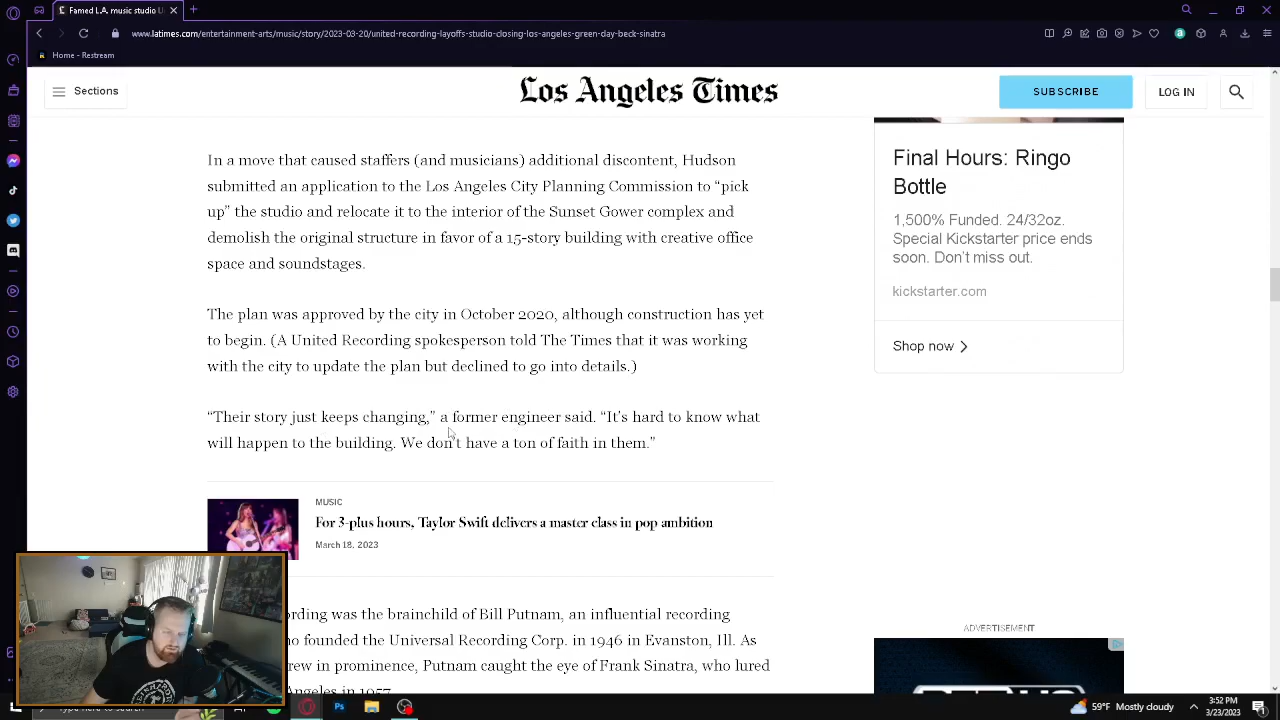 Famed L.A. music studio U
www.latimes.com/entertainment-arts/music/story/2023-03-20/united-recording-layoffs-studio-closing-los-angeles-green-day-beck-sinatra
Home - Restream
Sections
Los Angeles Times
SUBSCRIBE
LOG IN
In a move that caused staffers (and musicians) additional discontent, Hudson
submitted an application to the Los Angeles City Planning Commission to “pick
up” the studio and relocate it to the interior of the Sunset Gower complex and
demolish the original structure in favor of a 15-story building with creative office
space and soundstages.
The plan was approved by the city in October 2020, although construction has yet
to begin. (A United Recording spokesperson told The Times that it was working
with the city to update the plan but declined to go into details.)
“Their story just keeps changing,” a former engineer said. “It’s hard to know what
will happen to the building. We don’t have a ton of faith in them.”
MUSIC
For 3-plus hours, Taylor Swift delivers a master class in pop ambition
March 18, 2023
ording was the brainchild of Bill Putnam, an influential recording
ho founded the Universal Recording Corp. in 1946 in Evanston, Ill. As
rew in prominence, Putnam caught the eye of Frank Sinatra, who lured
Angeles in 1957
Final Hours: Ringo
Bottle
1,500% Funded. 24/32oz.
Special Kickstarter price ends
soon. Don’t miss out.
kickstarter.com
Shop now
ADVERTISEMENT
Type here to search
Ps
59°F Mostly cloudy
3:52 PM
3/23/2023